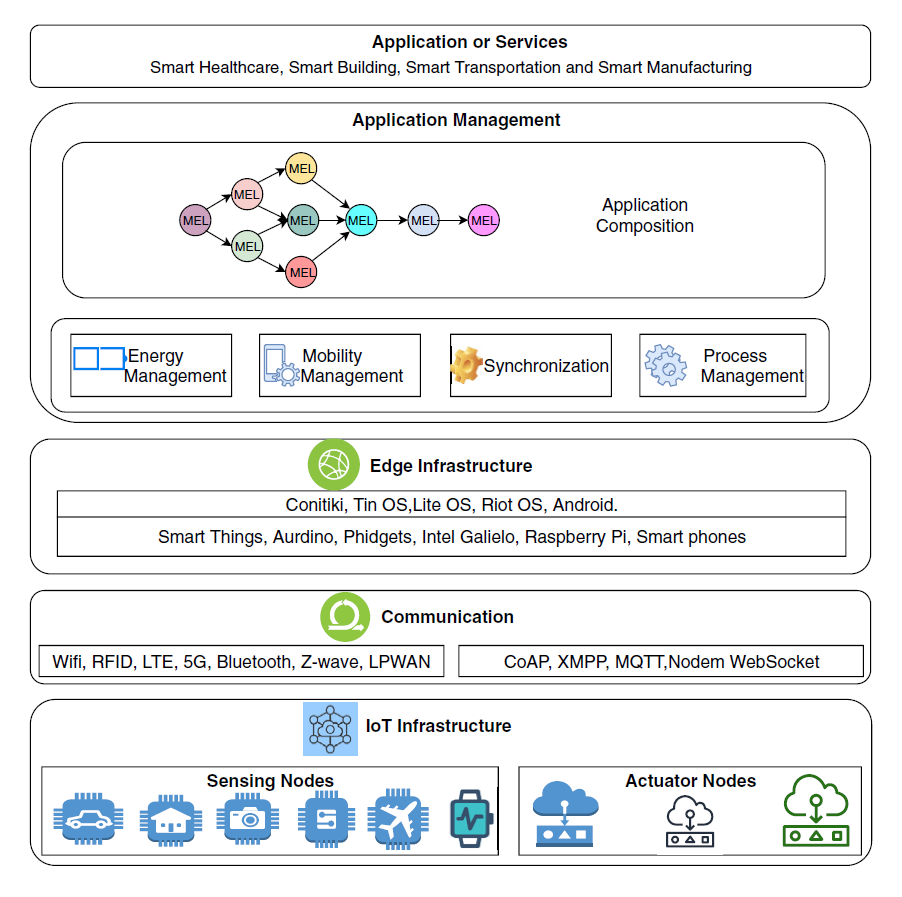 Application or Services
Smart Healthcare, Smart Building, Smart Transportation and Smart Manufacturing
Application Management
MEL
MEL
MEL
MEL
MEL
MEL
MEL
MEL
MEL
Application
Composition
Energy
Management
Mobility
Management
Synchronization
Process
Management
Edge Infrastructure
Conitiki, Tin OS,Lite OS, Riot OS, Android.
Smart Things, Aurdino, Phidgets, Intel Galielo, Raspberry Pi, Smart phones
Communication
Wifi, RFID, LTE, 5G, Bluetooth, Z-wave, LPWAN
CoAP, XMPP, MQTT,Nodem WebSocket
IoT Infrastructure
Sensing Nodes
Actuator Nodes